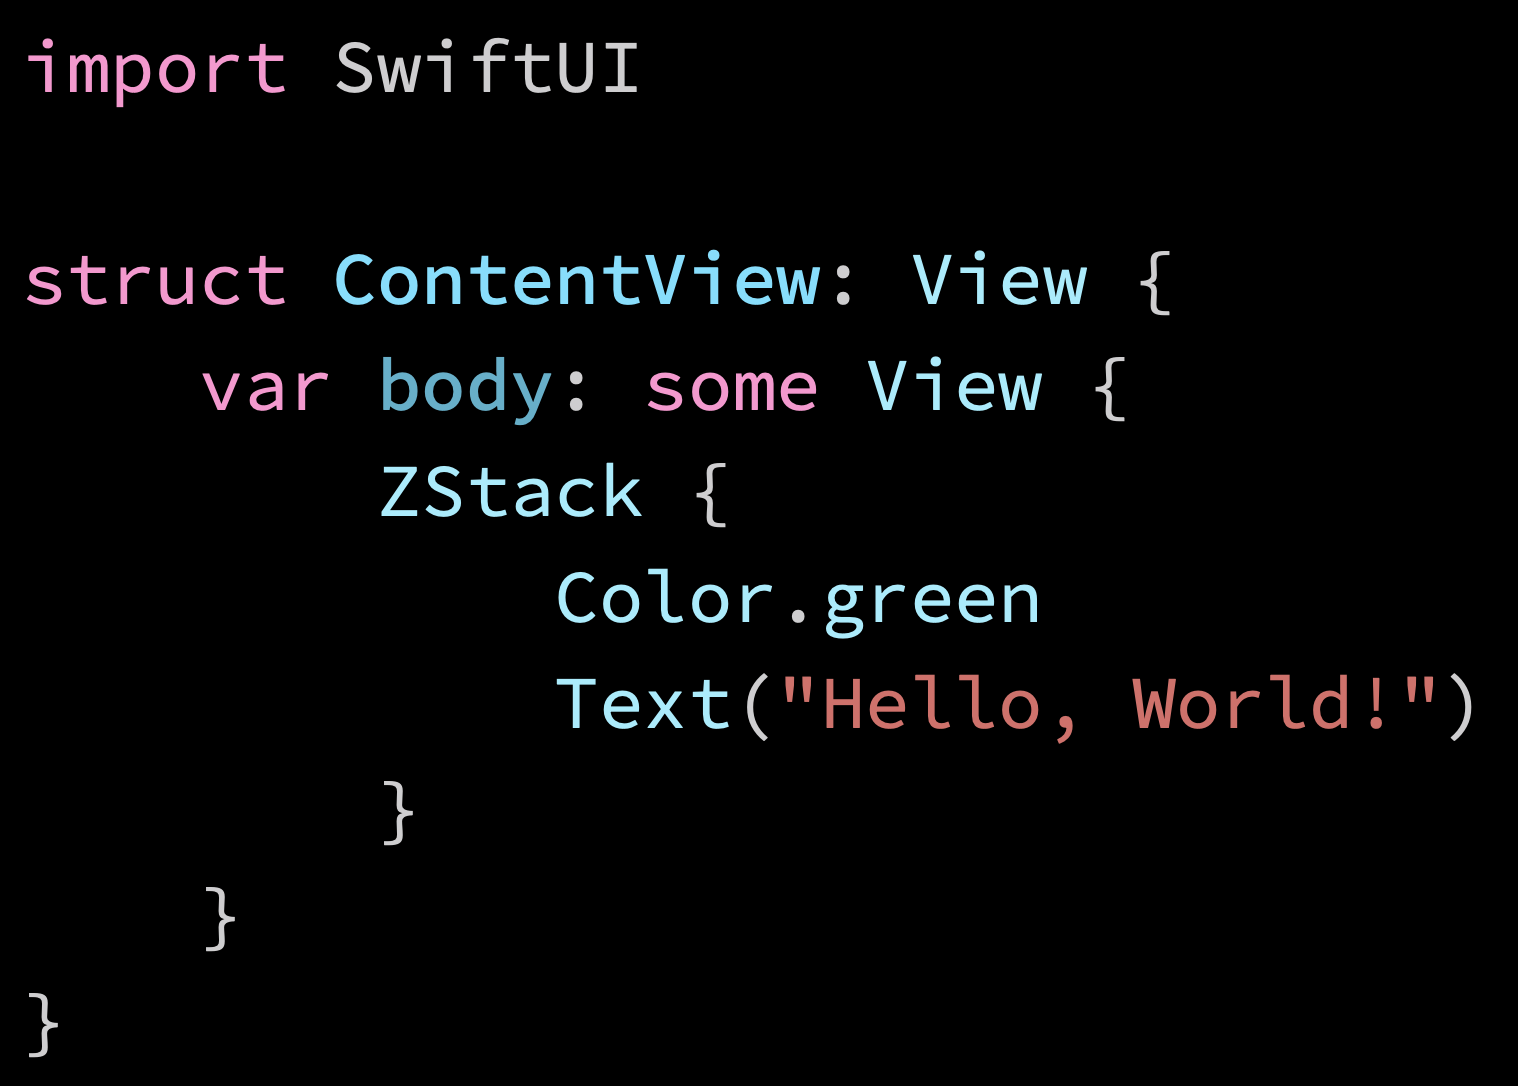 import SwiftUI

struct ContentView: View {
    var body: some View {
        ZStack {
            Color.green
            Text("Hello, World!")
        }
    }
}